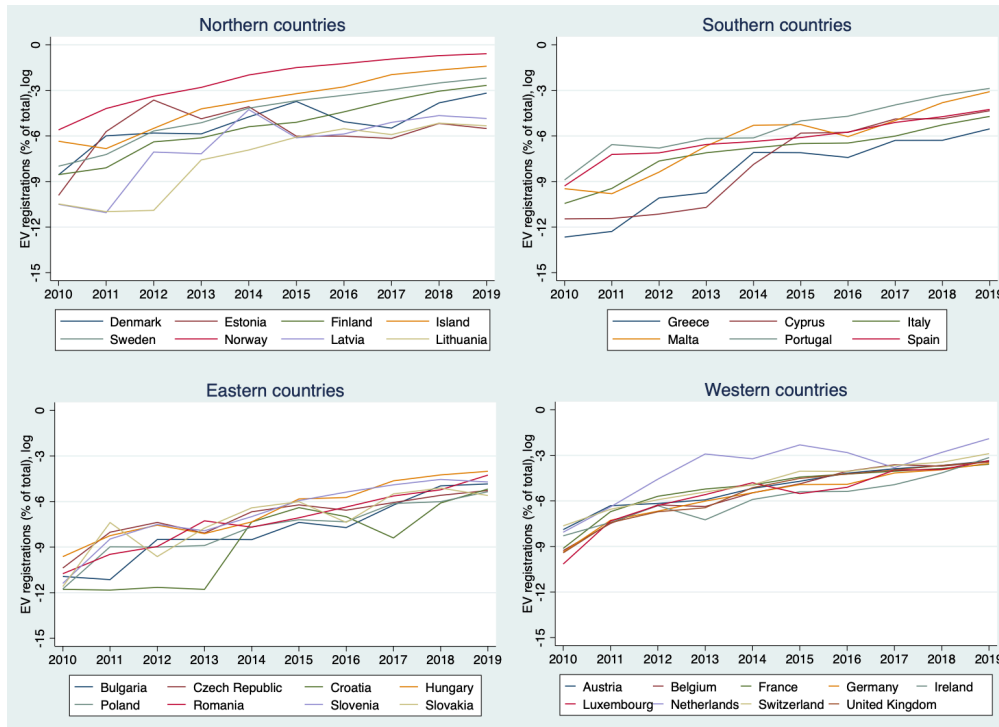 Northern countries
EV registrations (% of total), log
0
-3
-6
-9
-12
-15
2010 2011 2012 2013 2014 2015 2016 2017 2018 2019
Denmark Estonia Finland Island
Sweden Norway Latvia Lithuania
Southern countries
EV registrations (% of total), log
0
-3
-6
-9
-12
-15
2010 2011 2012 2013 2014 2015 2016 2017 2018 2019
Greece Cyprus Italy
Malta Portugal Spain
Eastern countries
EV registrations (% of total), log
0
-3
-6
-9
-12
-15
2010 2011 2012 2013 2014 2015 2016 2017 2018 2019
Bulgaria Czech Republic Croatia Hungary
Poland Romania Slovenia Slovakia
Western countries
EV registrations (% of total), log
0
-3
-6
-9
-12
-15
2010 2011 2012 2013 2014 2015 2016 2017 2018 2019
Austria Belgium France Germany Ireland
Luxembourg Netherlands Switzerland United Kingdom